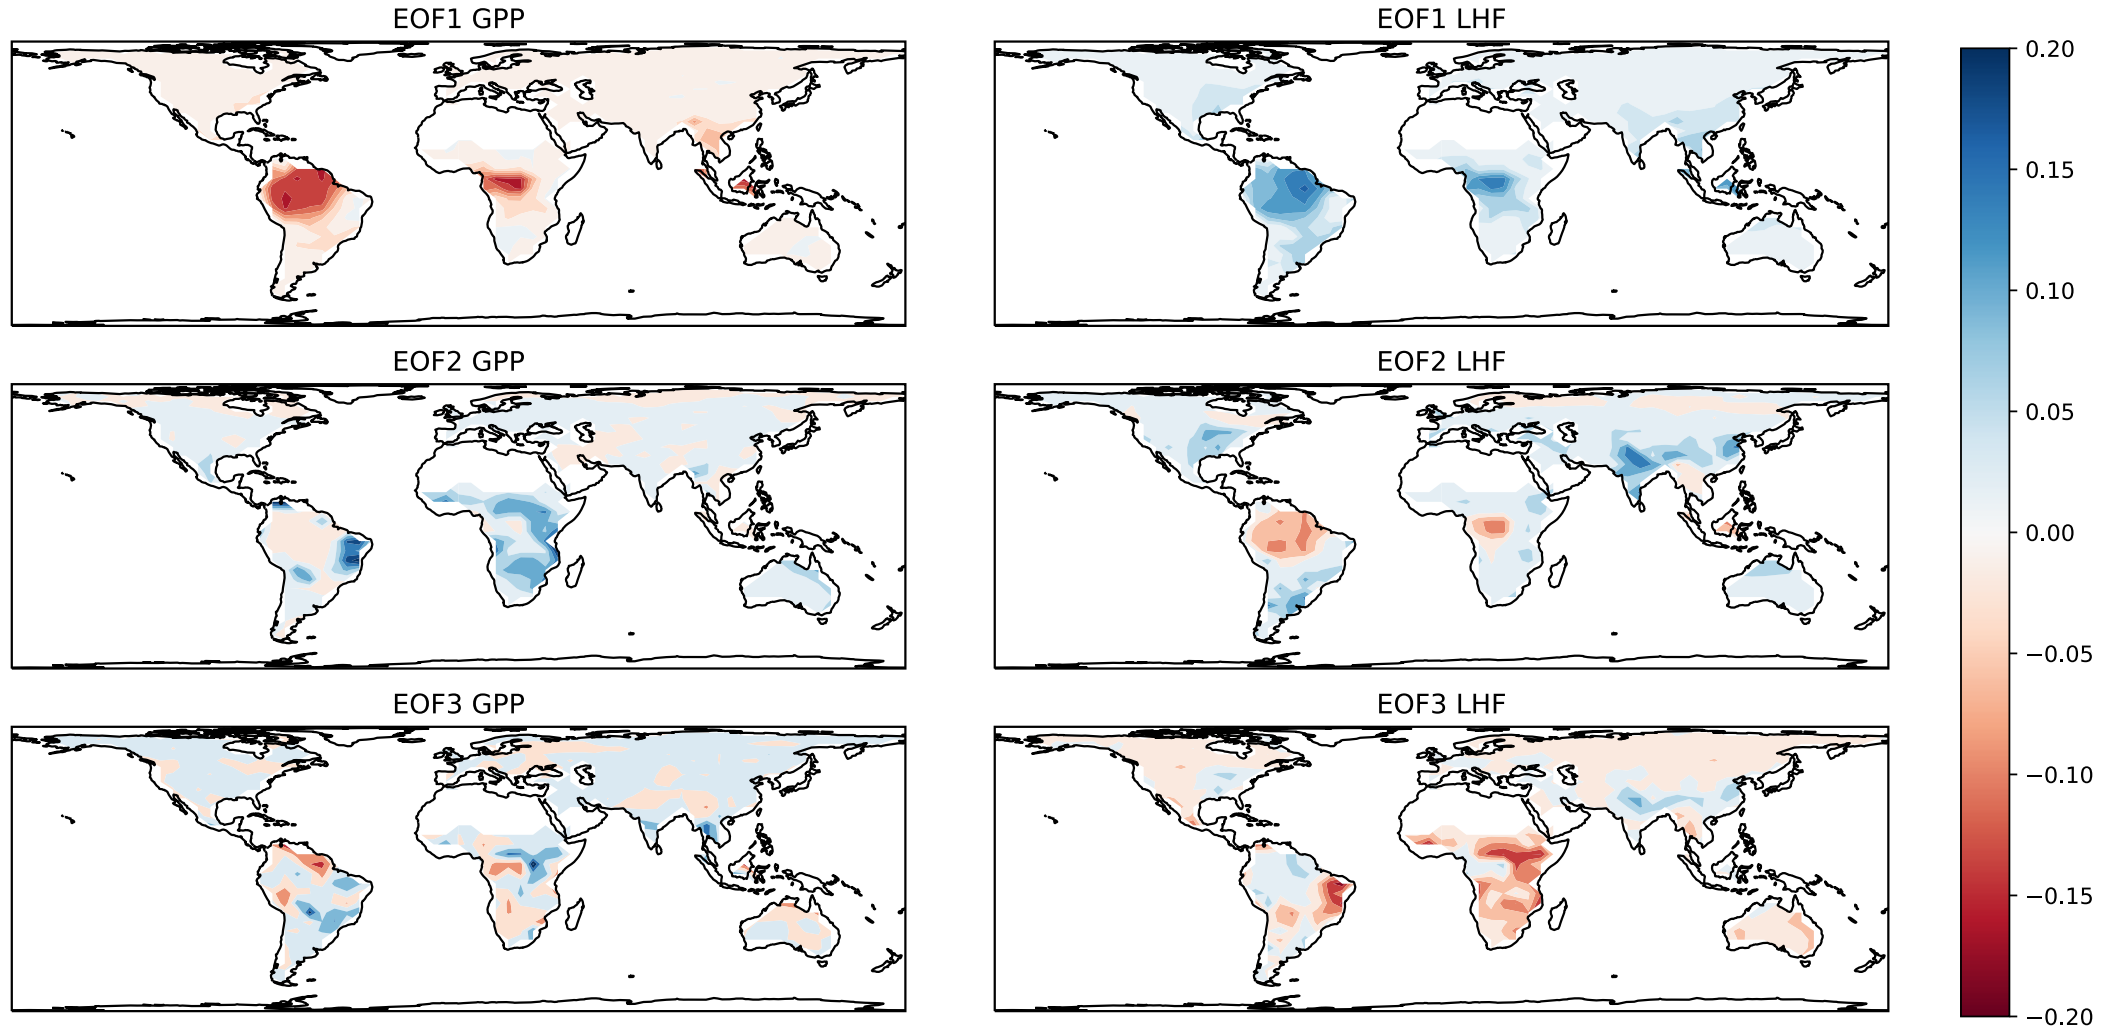 EOF1 GPP
EOF1 LHF
EOF2 GPP
EOF2 LHF
EOF3 GPP
EOF3 LHF
0.20
0.15
0.10
0.05
0.00
−0.05
−0.10
−0.15
−0.20